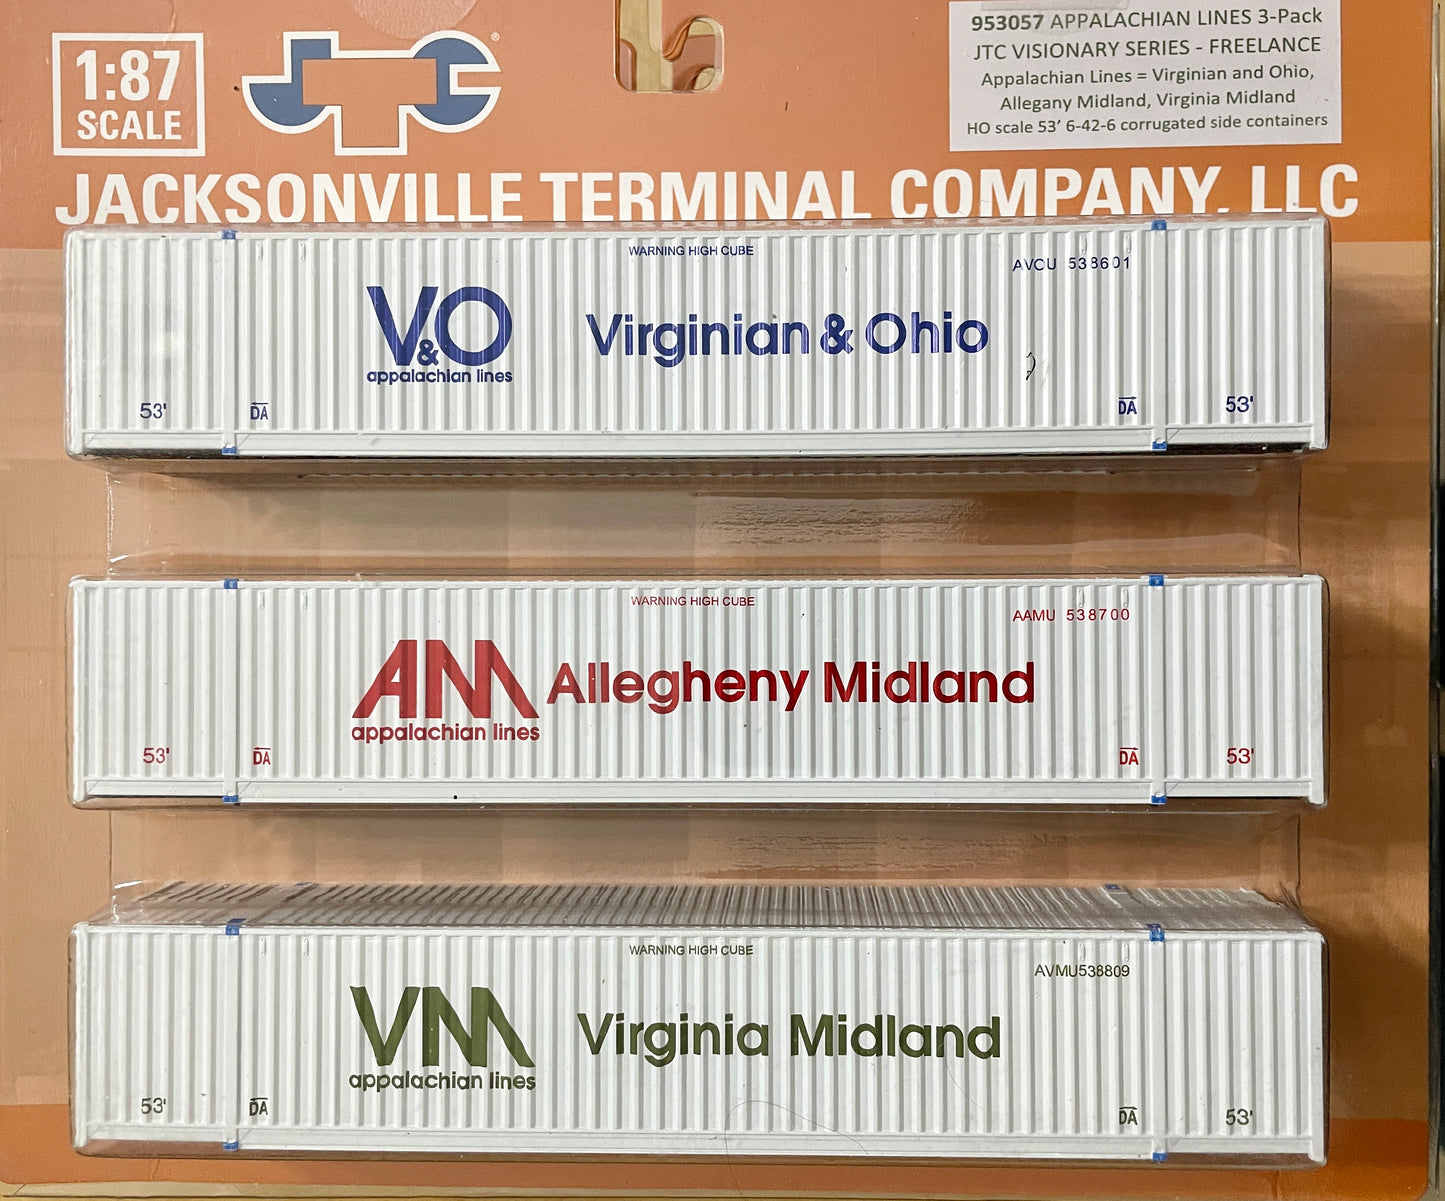 1:87
SCALE
JTC
®
953057 APPALACHIAN LINES 3-Pack
JTC VISIONARY SERIES - FREELANCE
Appalachian Lines = Virginian and Ohio,
Allegany Midland, Virginia Midland
HO scale 53’ 6-42-6 corrugated side containers
JACKSONVILLE TERMINAL COMPANY, LLC
WARNING HIGH CUBE
AVOU 538601
V&O
appalachian lines
Virginian & Ohio
53'
DA
DA
53'
WARNING HIGH CUBE
AAMU 538700
AM
appalachian lines
Allegheny Midland
53'
DA
DA
53'
WARNING HIGH CUBE
AVMU538809
VM
appalachian lines
Virginia Midland
53'
DA
DA
53'